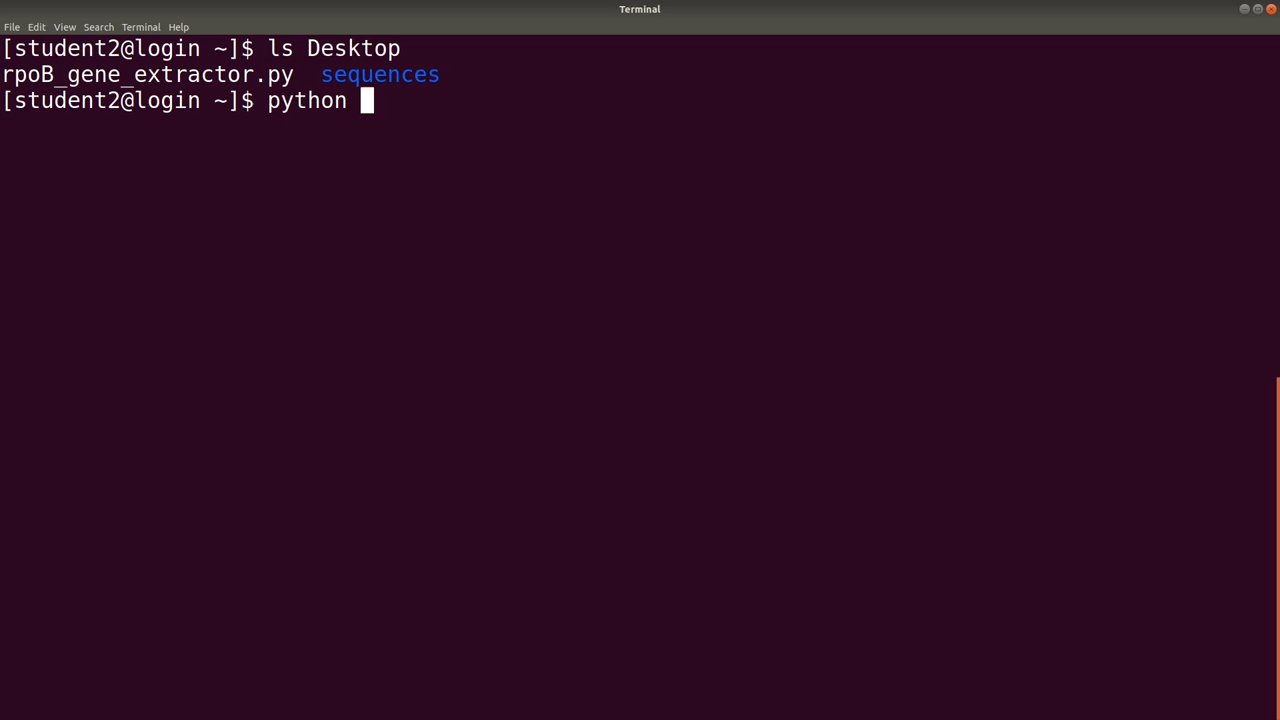 Terminal
File Edit View Search Terminal Help
[student2@login ~]$ ls Desktop
rpoB_gene_extractor.py  sequences
[student2@login ~]$ python